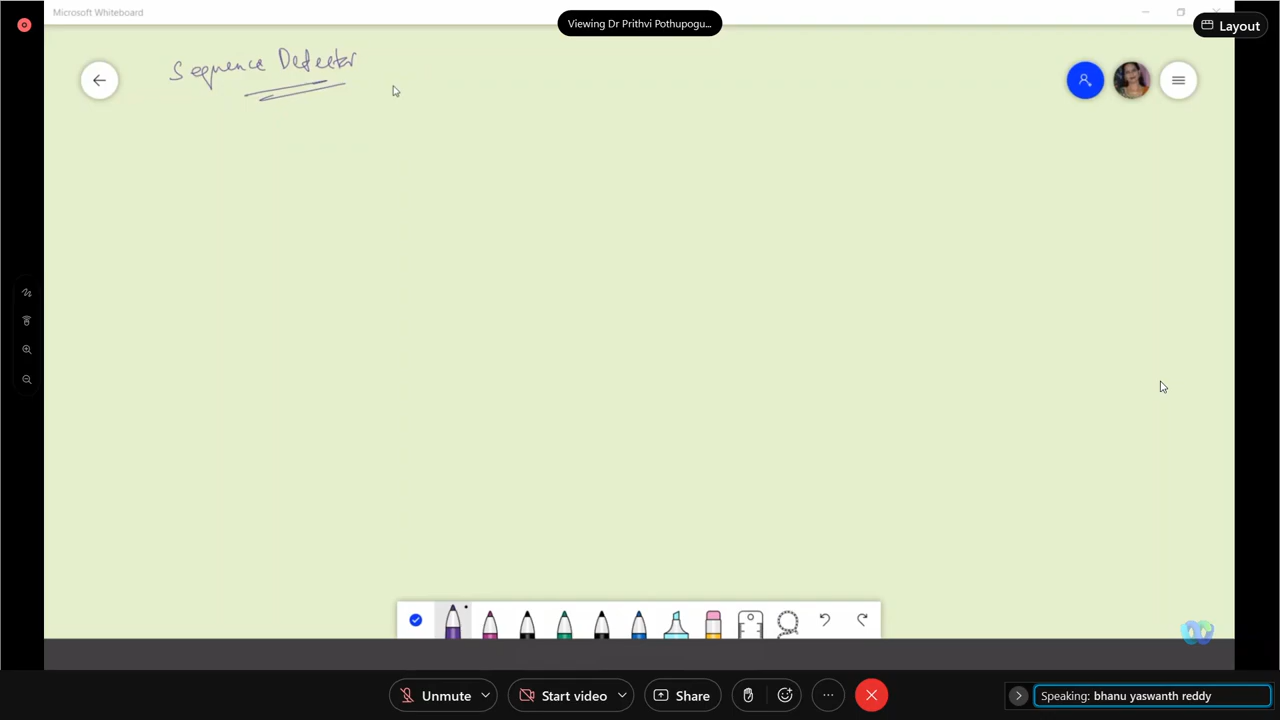 Microsoft Whiteboard
Viewing Dr Prithvi Pothupogu...
Layout
Sequence Detector
Unmute
Start video
Share
Speaking: bhanu yaswanth reddy